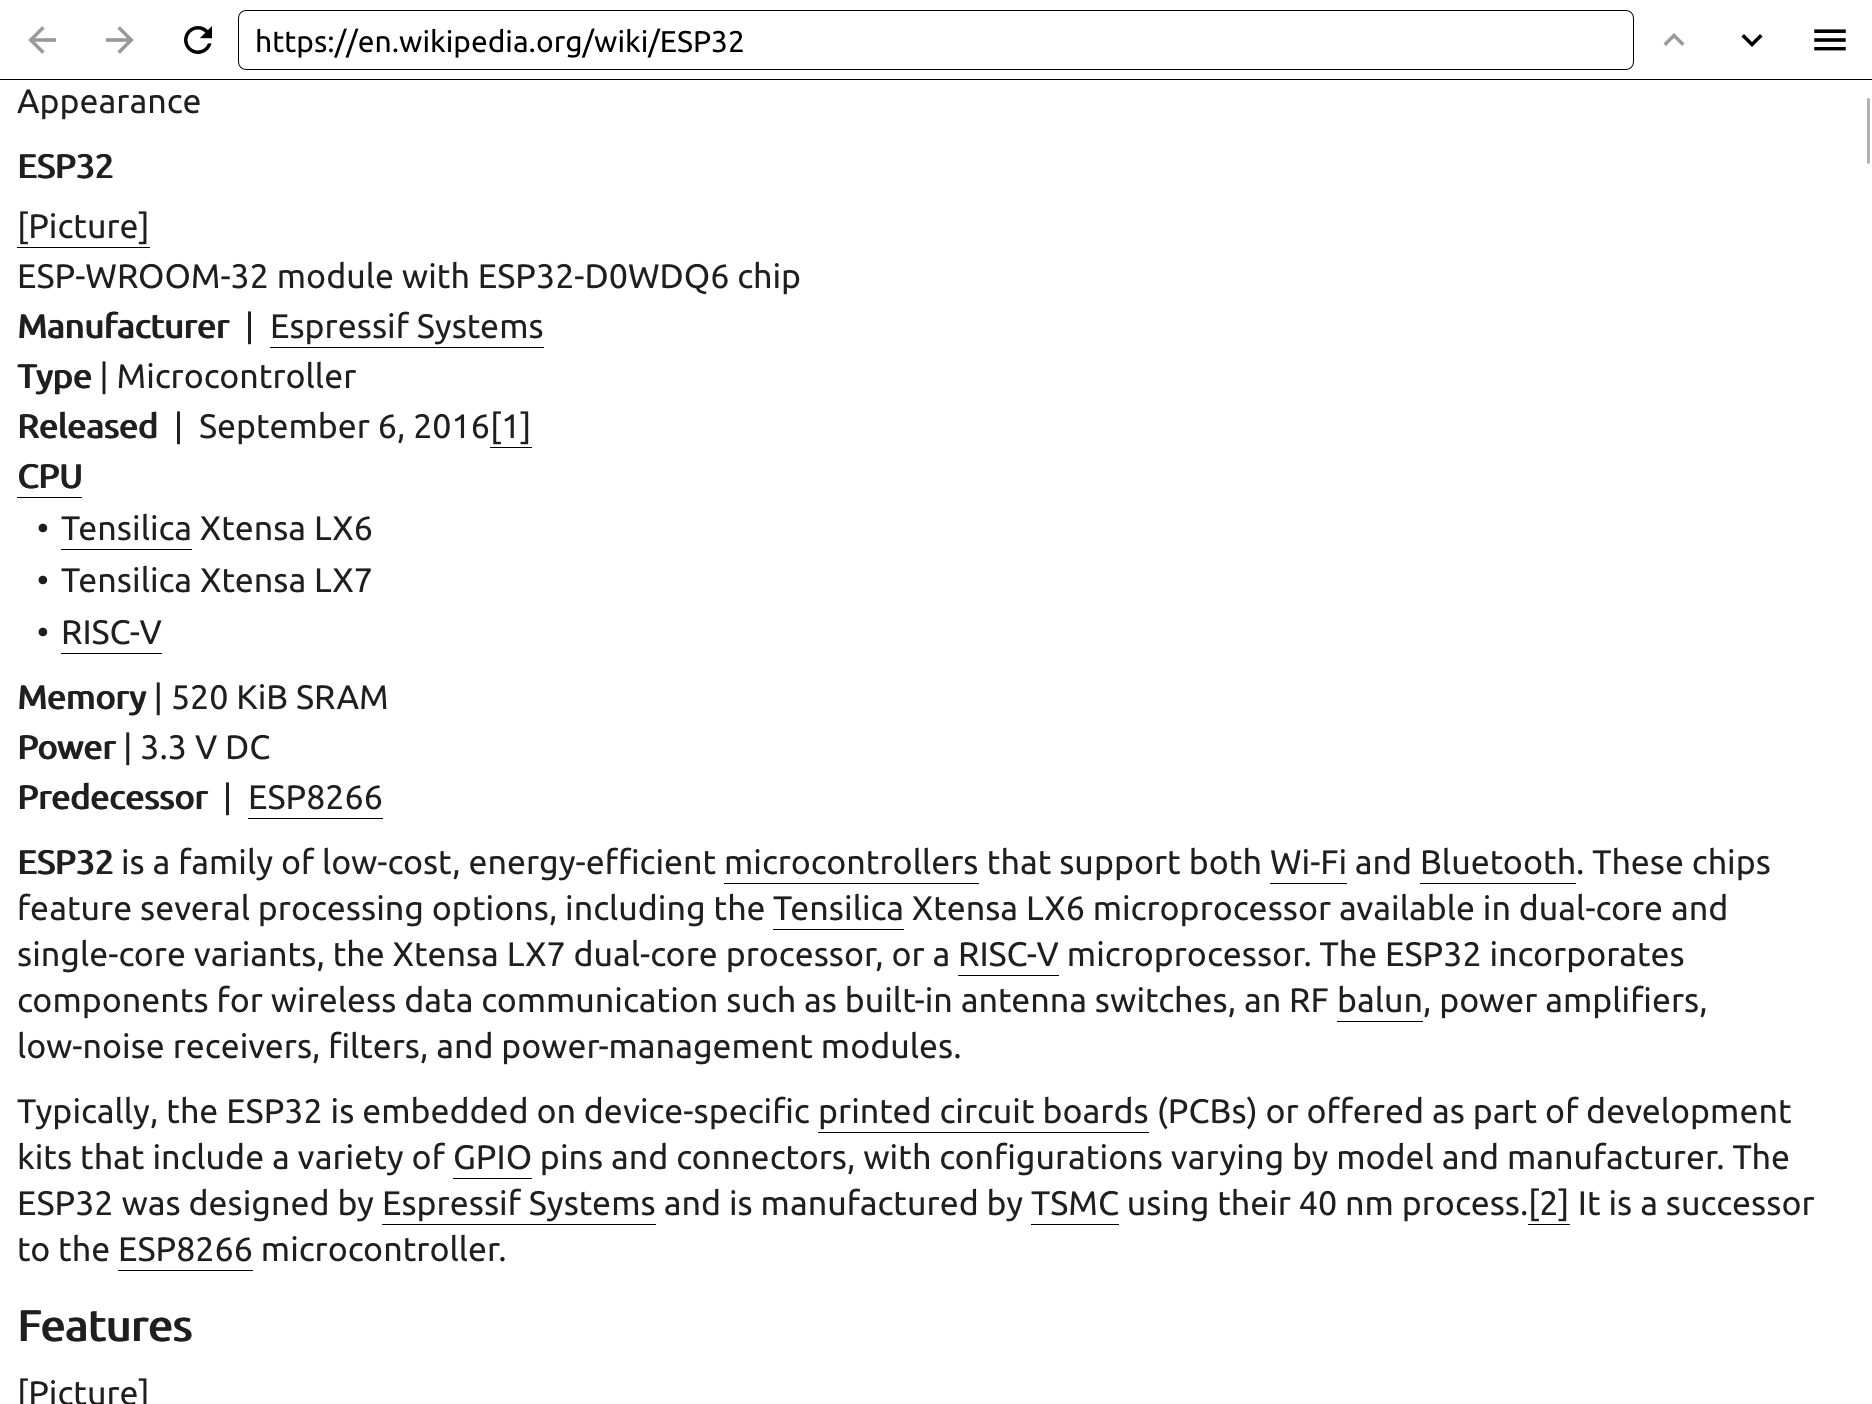 https://en.wikipedia.org/wiki/ESP32
Appearance
ESP32
[Picture]
ESP-WROOM-32 module with ESP32-D0WDQ6 chip
Manufacturer | Espressif Systems
Type | Microcontroller
Released | September 6, 2016[1]
CPU
• Tensilica Xtensa LX6
• Tensilica Xtensa LX7
• RISC-V
Memory | 520 KiB SRAM
Power | 3.3 V DC
Predecessor | ESP8266
ESP32 is a family of low-cost, energy-efficient microcontrollers that support both Wi-Fi and Bluetooth. These chips
feature several processing options, including the Tensilica Xtensa LX6 microprocessor available in dual-core and
single-core variants, the Xtensa LX7 dual-core processor, or a RISC-V microprocessor. The ESP32 incorporates
components for wireless data communication such as built-in antenna switches, an RF balun, power amplifiers,
low-noise receivers, filters, and power-management modules.
Typically, the ESP32 is embedded on device-specific printed circuit boards (PCBs) or offered as part of development
kits that include a variety of GPIO pins and connectors, with configurations varying by model and manufacturer. The
ESP32 was designed by Espressif Systems and is manufactured by TSMC using their 40 nm process.[2] It is a successor
to the ESP8266 microcontroller.
Features
[Picture]